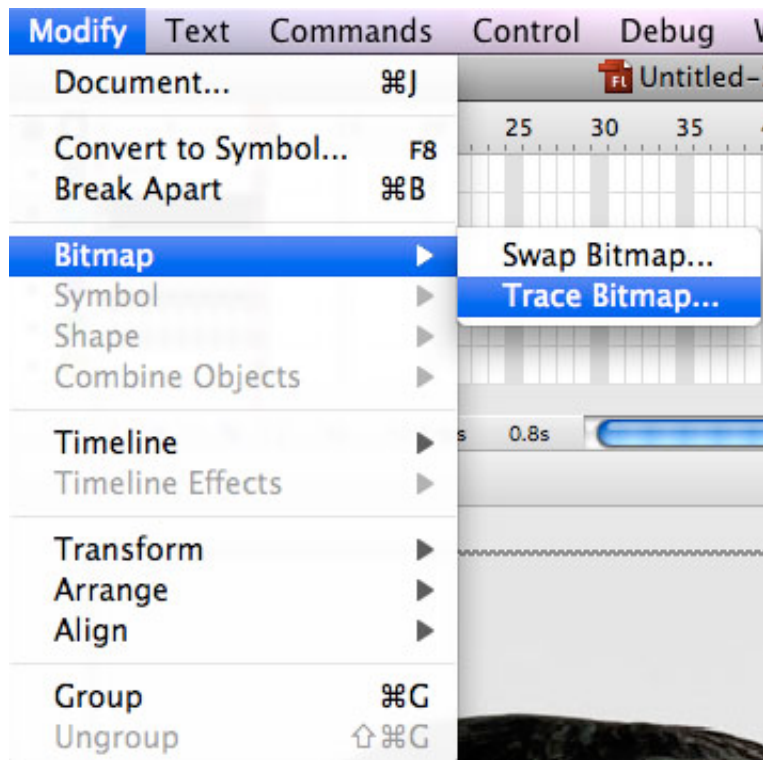 Modify Text Commands Control Debug
Document... ⌘J
Untitled-
25 30 35
Convert to Symbol... F8
Break Apart ⌘B
Bitmap
Swap Bitmap...
Symbol
Trace Bitmap...
Shape
Combine Objects
Timeline
s 0.8s
Timeline Effects
Transform
Arrange
Align
Group ⌘G
Ungroup ⇧⌘G